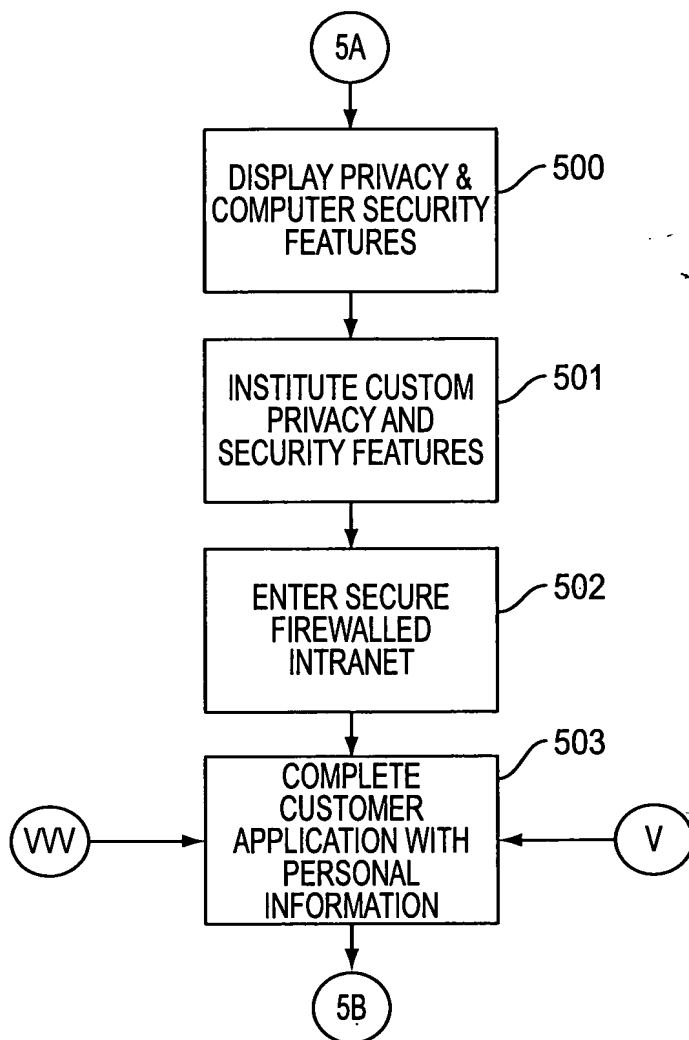 5A
DISPLAY PRIVACY &
COMPUTER SECURITY
FEATURES
500
INSTITUTE CUSTOM
PRIVACY AND
SECURITY FEATURES
501
ENTER SECURE
FIREWALLED
INTRANET
502
COMPLETE
CUSTOMER
APPLICATION WITH
PERSONAL
INFORMATION
503
VVV
V
5B